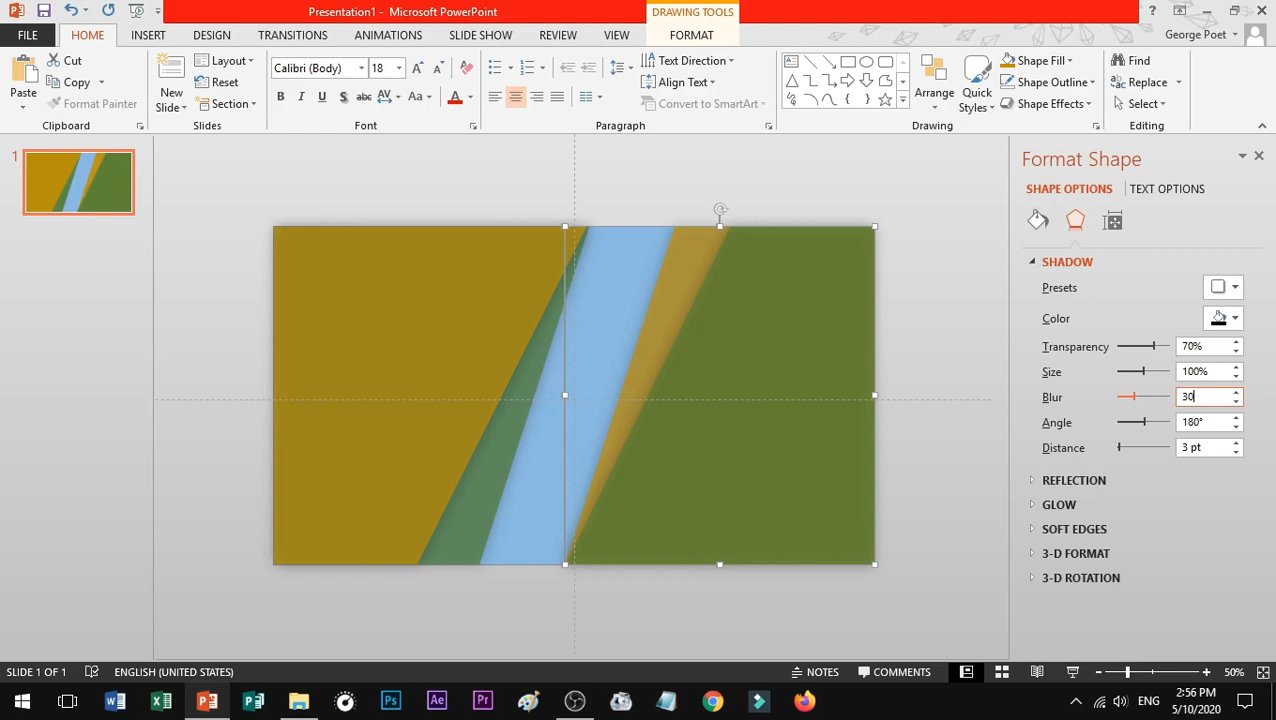 Presentation1 - Microsoft PowerPoint
DRAWING TOOLS
?
FILE HOME INSERT DESIGN TRANSITIONS ANIMATIONS SLIDE SHOW REVIEW VIEW FORMAT George Poet
Paste
Cut
Copy
Format Painter
Clipboard
New
Slide
Layout
Reset
Section
Slides
Calibri (Body) 18
B I U S abc AV Aa A
Font
Text Direction
Align Text
Convert to SmartArt
Paragraph
Arrange
Quick
Styles
Shape Fill
Shape Outline
Shape Effects
Drawing
Find
Replace
Select
Editing
1
Format Shape
SHAPE OPTIONS TEXT OPTIONS
SHADOW
Presets
Color
Transparency 70%
Size 100%
Blur 30
Angle 180°
Distance 3 pt
REFLECTION
GLOW
SOFT EDGES
3-D FORMAT
3-D ROTATION
SLIDE 1 OF 1 ENGLISH (UNITED STATES) NOTES COMMENTS 50%
Ps Ae Pr
ENG
2:56 PM
5/10/2020